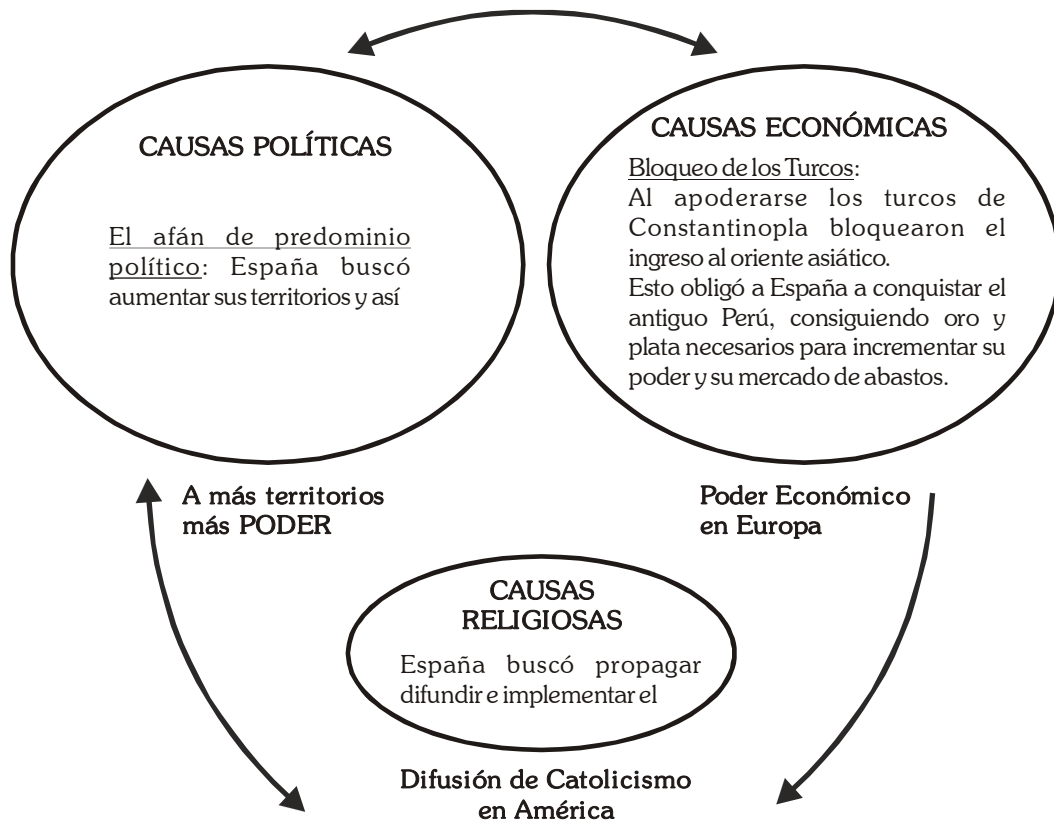 CAUSAS POLÍTICAS
El afán de predominio
político: España buscó
aumentar sus territorios y así
A más territorios
más PODER
CAUSAS ECONÓMICAS
Bloqueo de los Turcos:
Al apoderarse los turcos de
Constantinopla bloquearon el
ingreso al oriente asiático.
Esto obligó a España a conquistar el
antiguo Perú, consiguiendo oro y
plata necesarios para incrementar su
poder y su mercado de abastos.
Poder Económico
en Europa
CAUSAS
RELIGIOSAS
España buscó propagar
difundir e implementar el
Difusión de Catolicismo
en América